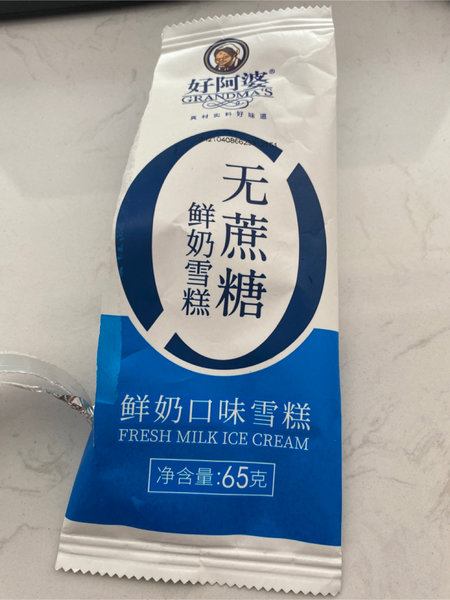 好阿婆®
GRANDMA'S
真材实料好味道
无蔗糖
鲜奶雪糕
鲜奶口味雪糕
FRESH MILK ICE CREAM
净含量:65克